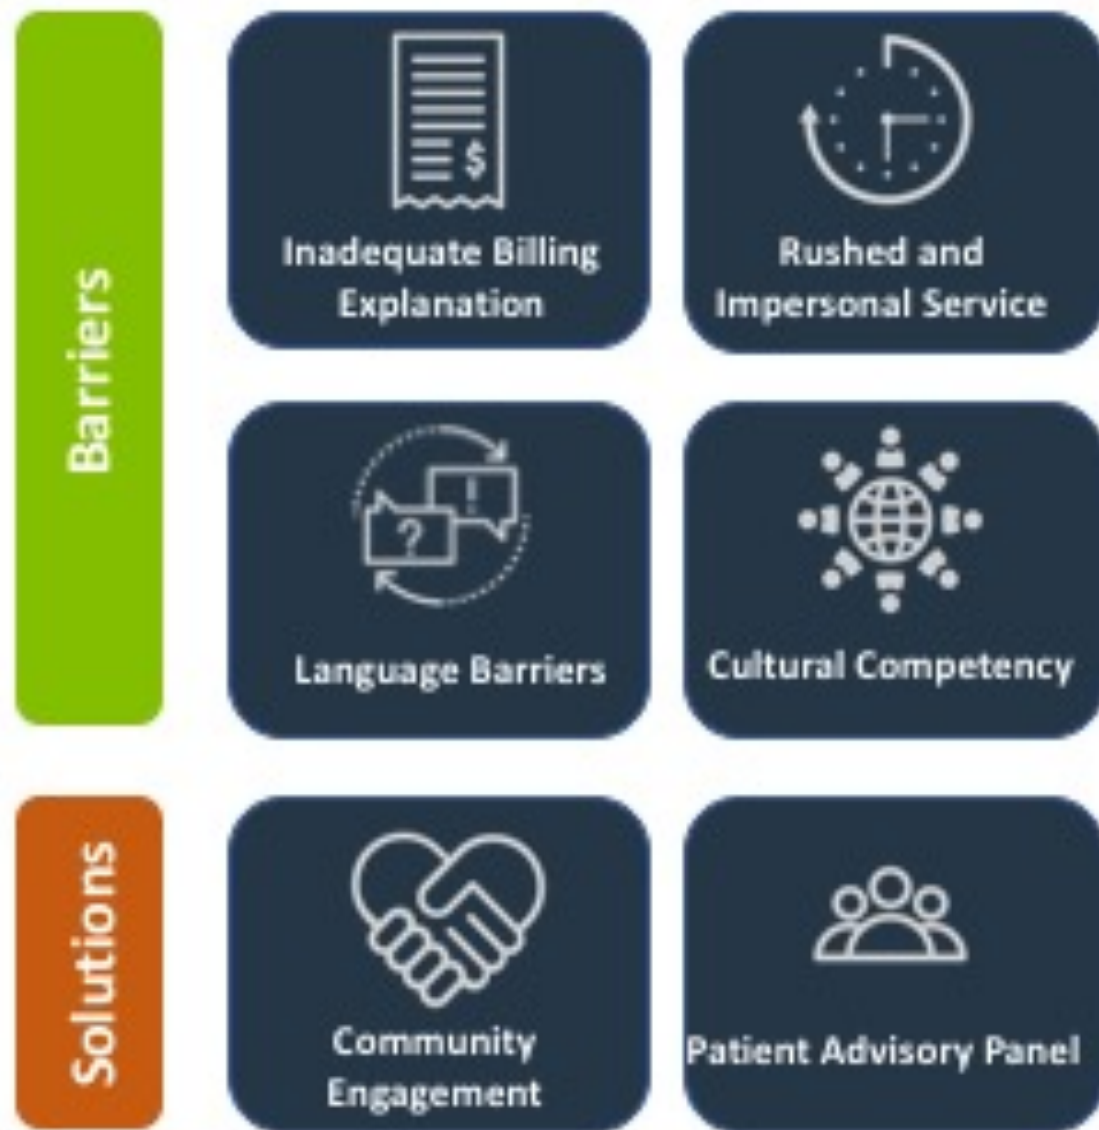 Barriers
Inadequate Billing
Explanation
$
Rushed and
Impersonal Service
?
!
Language Barriers
Cultural Competency
Solutions
Community
Engagement
Patient Advisory Panel